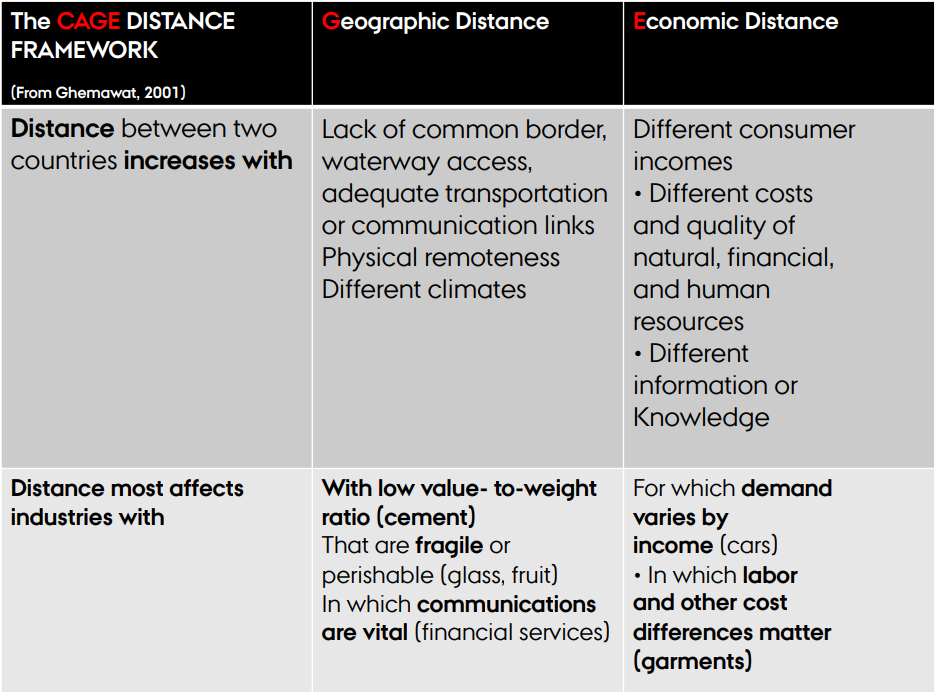 The CAGE DISTANCE
FRAMEWORK
(From Ghemawat, 2001)
Geographic Distance
Economic Distance
Distance between two
countries increases with
Lack of common border,
waterway access,
adequate transportation
or communication links
Physical remoteness
Different climates
Different consumer
incomes
• Different costs
and quality of
natural, financial,
and human
resources
• Different
information or
Knowledge
Distance most affects
industries with
With low value- to-weight
ratio (cement)
That are fragile or
perishable (glass, fruit)
In which communications
are vital (financial services)
For which demand
varies by
income (cars)
• In which labor
and other cost
differences matter
(garments)